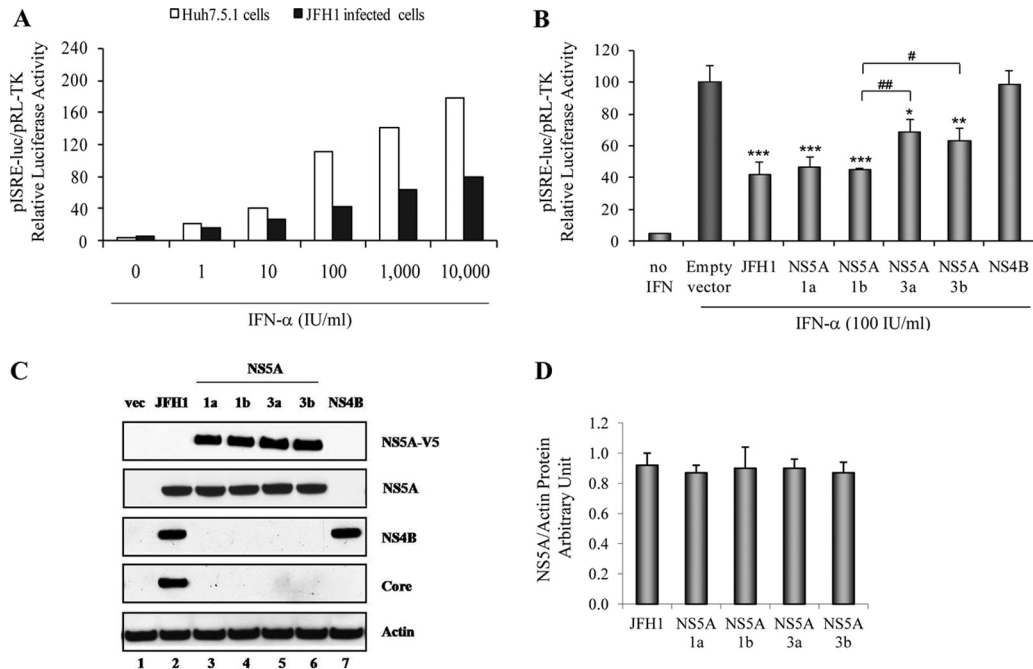 A
Huh7.5.1 cells
JFH1 infected cells
pISRE-luc/pRL-TK
Relative Luciferase Activity
240
200
160
120
80
40
0
0 1 10 100 1,000 10,000
IFN-α (IU/ml)
B
pISRE-luc/pRL-TK
Relative Luciferase Activity
120
100
80
60
40
20
0
#
##
*** *** *** * **
no Empty JFH1 NS5A NS5A NS5A NS5A NS4B
IFN vector 1a 1b 3a 3b
IFN-α (100 IU/ml)
C
NS5A
vec JFH1 1a 1b 3a 3b NS4B
NS5A-V5
NS5A
NS4B
Core
Actin
1 2 3 4 5 6 7
D
NS5A/Actin Protein
Arbitrary Unit
1.2
1.0
0.8
0.6
0.4
0.2
0.0
JFH1 NS5A NS5A NS5A NS5A
1a 1b 3a 3b